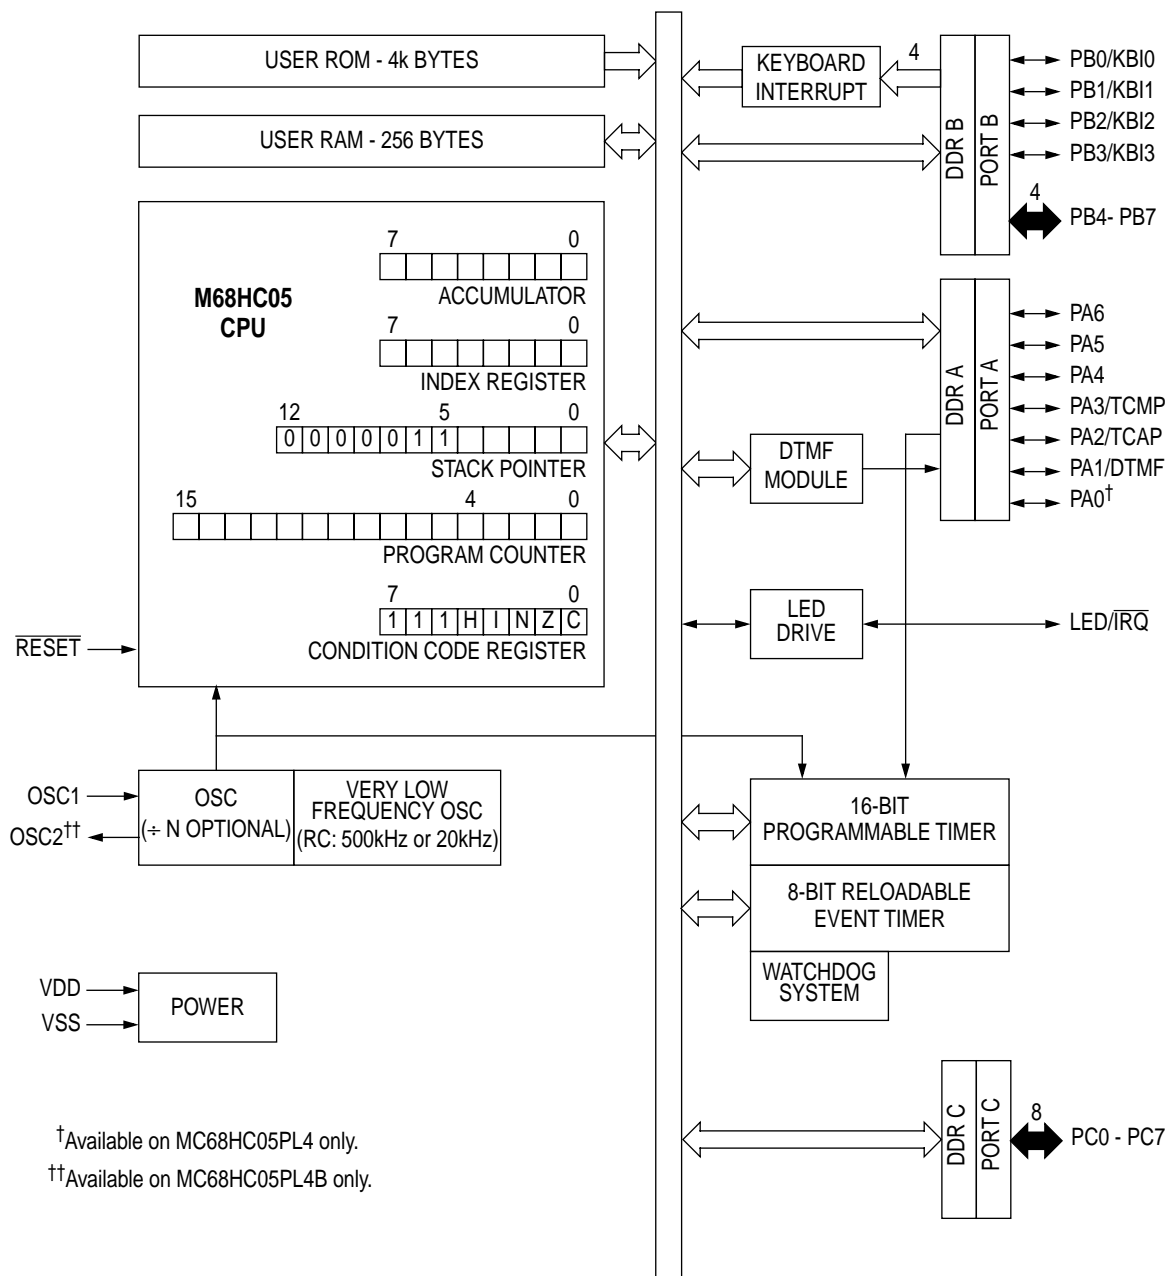 USER ROM - 4k BYTES
USER RAM - 256 BYTES
M68HC05
CPU
7 0
ACCUMULATOR
7 0
INDEX REGISTER
12 5 0
0 0 0 0 0 1 1
STACK POINTER
15 4 0
PROGRAM COUNTER
7 0
1 1 1 H I N Z C
CONDITION CODE REGISTER
RESET
OSC1
OSC2††
OSC
(÷ N OPTIONAL)
VERY LOW
FREQUENCY OSC
(RC: 500kHz or 20kHz)
VDD
VSS
POWER
†Available on MC68HC05PL4 only.
††Available on MC68HC05PL4B only.
KEYBOARD
INTERRUPT
4
DDR B
PORT B
PB0/KBI0
PB1/KBI1
PB2/KBI2
PB3/KBI3
4
PB4- PB7
DDR A
PORT A
PA6
PA5
PA4
PA3/TCMP
PA2/TCAP
PA1/DTMF
PA0†
DTMF
MODULE
LED
DRIVE
LED/IRQ
16-BIT
PROGRAMMABLE TIMER
8-BIT RELOADABLE
EVENT TIMER
WATCHDOG
SYSTEM
DDR C
PORT C
8
PC0 - PC7